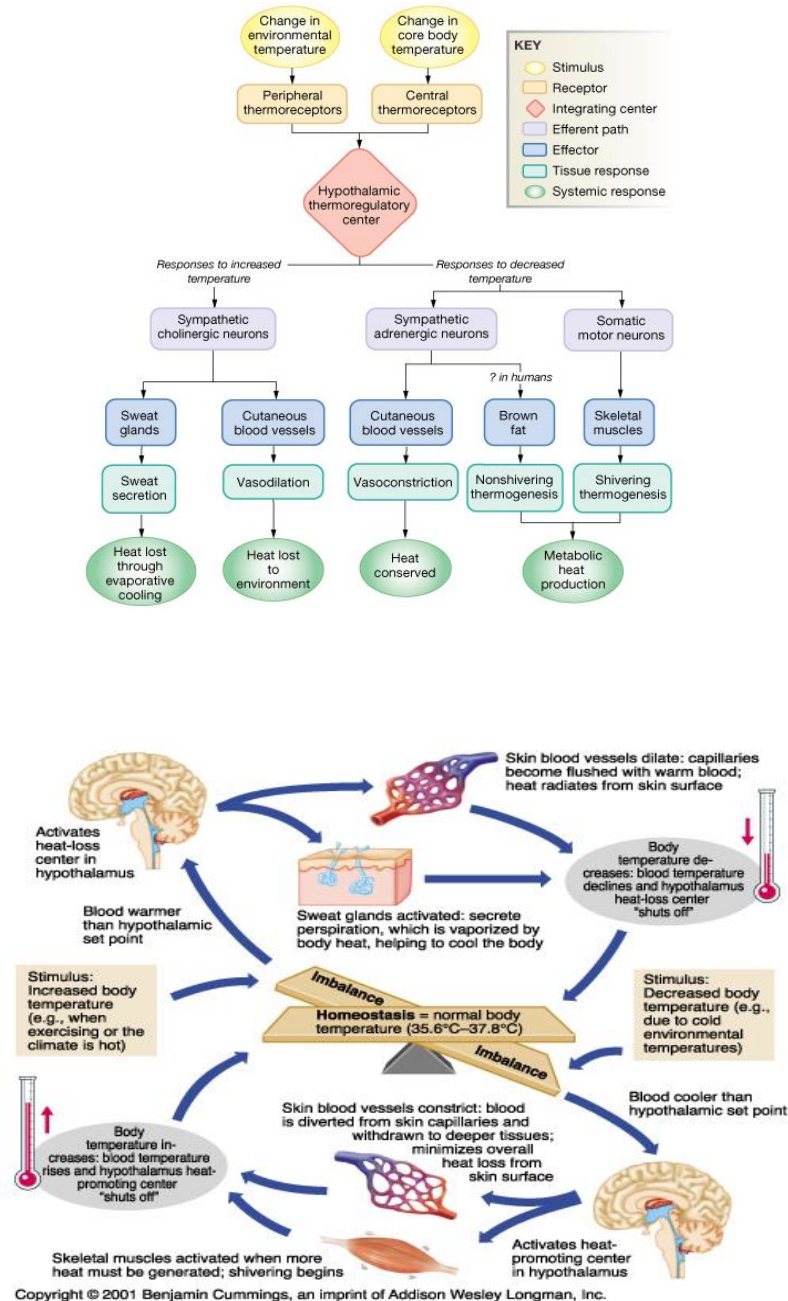 Change in
environmental
temperature
Change in
core body
temperature
KEY
Stimulus
Receptor
Integrating center
Efferent path
Effector
Tissue response
Systemic response
Peripheral
thermoreceptors
Central
thermoreceptors
Hypothalamic
thermoregulatory
center
Responses to increased
temperature
Responses to decreased
temperature
Sympathetic
cholinergic neurons
Sympathetic
adrenergic neurons
Somatic
motor neurons
? in humans
Sweat
glands
Cutaneous
blood vessels
Cutaneous
blood vessels
Brown
fat
Skeletal
muscles
Sweat
secretion
Vasodilation
Vasoconstriction
Nonshivering
thermogenesis
Shivering
thermogenesis
Heat lost
through
evaporative
cooling
Heat lost
to
environment
Heat
conserved
Metabolic
heat
production
Skin blood vessels dilate: capillaries
become flushed with warm blood;
heat radiates from skin surface
Activates
heat-loss
center in
hypothalamus
Body
temperature de-
creases: blood temperature
declines and hypothalamus
heat-loss center
"shuts off"
Sweat glands activated: secrete
perspiration, which is vaporized by
body heat, helping to cool the body
Blood warmer
than hypothalamic
set point
Stimulus:
Increased body
temperature
(e.g., when
exercising or the
climate is hot)
Imbalance
Homeostasis = normal body
temperature (35.6°C–37.8°C)
Imbalance
Stimulus:
Decreased body
temperature (e.g.,
due to cold
environmental
temperatures)
Blood cooler than
hypothalamic set point
Skin blood vessels constrict: blood
is diverted from skin capillaries and
withdrawn to deeper tissues;
minimizes overall
heat loss from
skin surface
Body
temperature in-
creases: blood temperature
rises and hypothalamus heat-
promoting center
"shuts off"
Skeletal muscles activated when more
heat must be generated; shivering begins
Activates heat-
promoting center
in hypothalamus
Copyright © 2001 Benjamin Cummings, an imprint of Addison Wesley Longman, Inc.